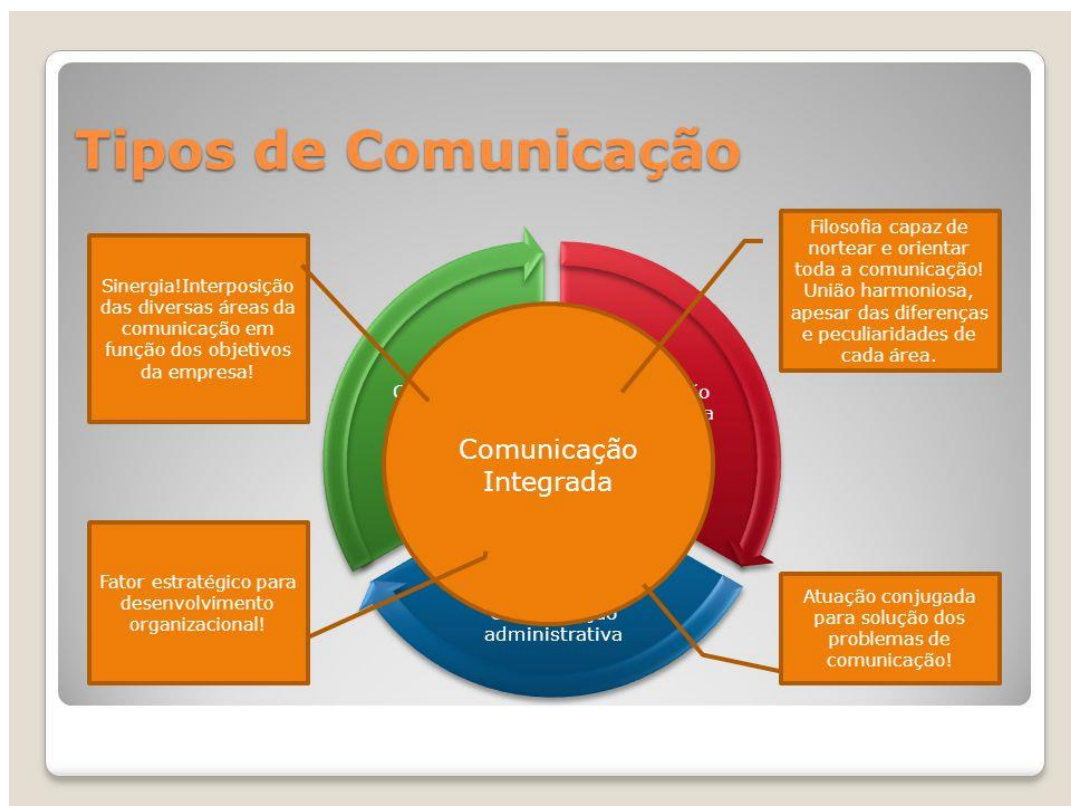 Tipos de Comunicação
Sinergia!Interposição
das diversas áreas da
comunicação em
função dos objetivos
da empresa!
Filosofia capaz de
nortear e orientar
toda a comunicação!
União harmoniosa,
apesar das diferenças
e peculiaridades de
cada área.
Comunicação
Integrada
Fator estratégico para
desenvolvimento
organizacional!
administrativa
Atuação conjugada
para solução dos
problemas de
comunicação!